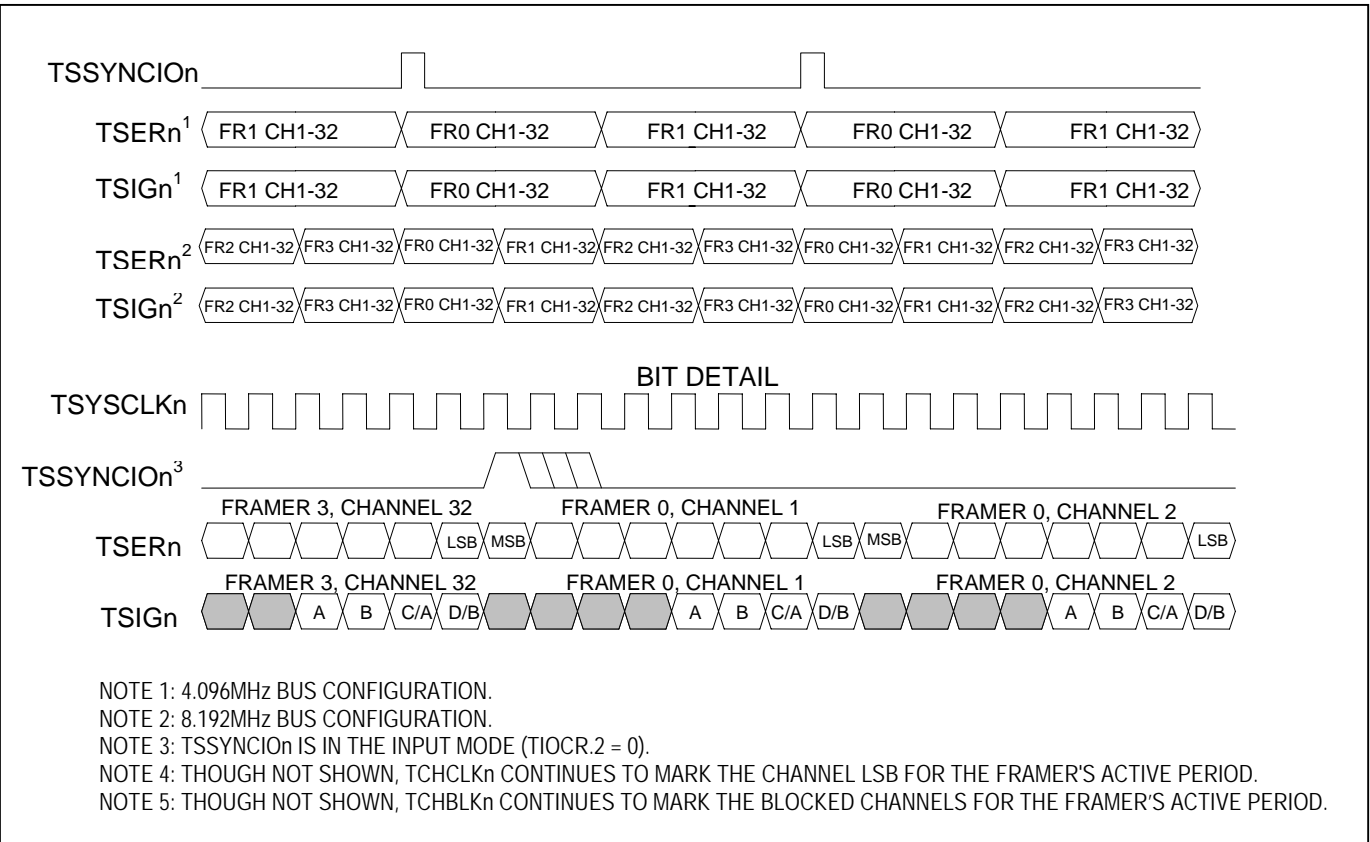 TSSYNCIOn
TSERn1 FR1 CH1-32 FR0 CH1-32 FR1 CH1-32 FR0 CH1-32 FR1 CH1-32
TSIGn1 FR1 CH1-32 FR0 CH1-32 FR1 CH1-32 FR0 CH1-32 FR1 CH1-32
TSERn2 FR2 CH1-32 FR3 CH1-32 FR0 CH1-32 FR1 CH1-32 FR2 CH1-32 FR3 CH1-32 FR0 CH1-32 FR1 CH1-32 FR2 CH1-32 FR3 CH1-32
TSIGn2 FR2 CH1-32 FR3 CH1-32 FR0 CH1-32 FR1 CH1-32 FR2 CH1-32 FR3 CH1-32 FR0 CH1-32 FR1 CH1-32 FR2 CH1-32 FR3 CH1-32
BIT DETAIL
TSYSCLKn
TSSYNCIOn3
FRAMER 3, CHANNEL 32 FRAMER 0, CHANNEL 1 FRAMER 0, CHANNEL 2
TSERn LSB MSB LSB MSB LSB
FRAMER 3, CHANNEL 32 FRAMER 0, CHANNEL 1 FRAMER 0, CHANNEL 2
TSIGn A B C/A D/B A B C/A D/B A B C/A D/B
NOTE 1: 4.096MHz BUS CONFIGURATION.
NOTE 2: 8.192MHz BUS CONFIGURATION.
NOTE 3: TSSYNCIOn IS IN THE INPUT MODE (TIOCR.2 = 0).
NOTE 4: THOUGH NOT SHOWN, TCHCLKn CONTINUES TO MARK THE CHANNEL LSB FOR THE FRAMER'S ACTIVE PERIOD.
NOTE 5: THOUGH NOT SHOWN, TCHBLKn CONTINUES TO MARK THE BLOCKED CHANNELS FOR THE FRAMER’S ACTIVE PERIOD.